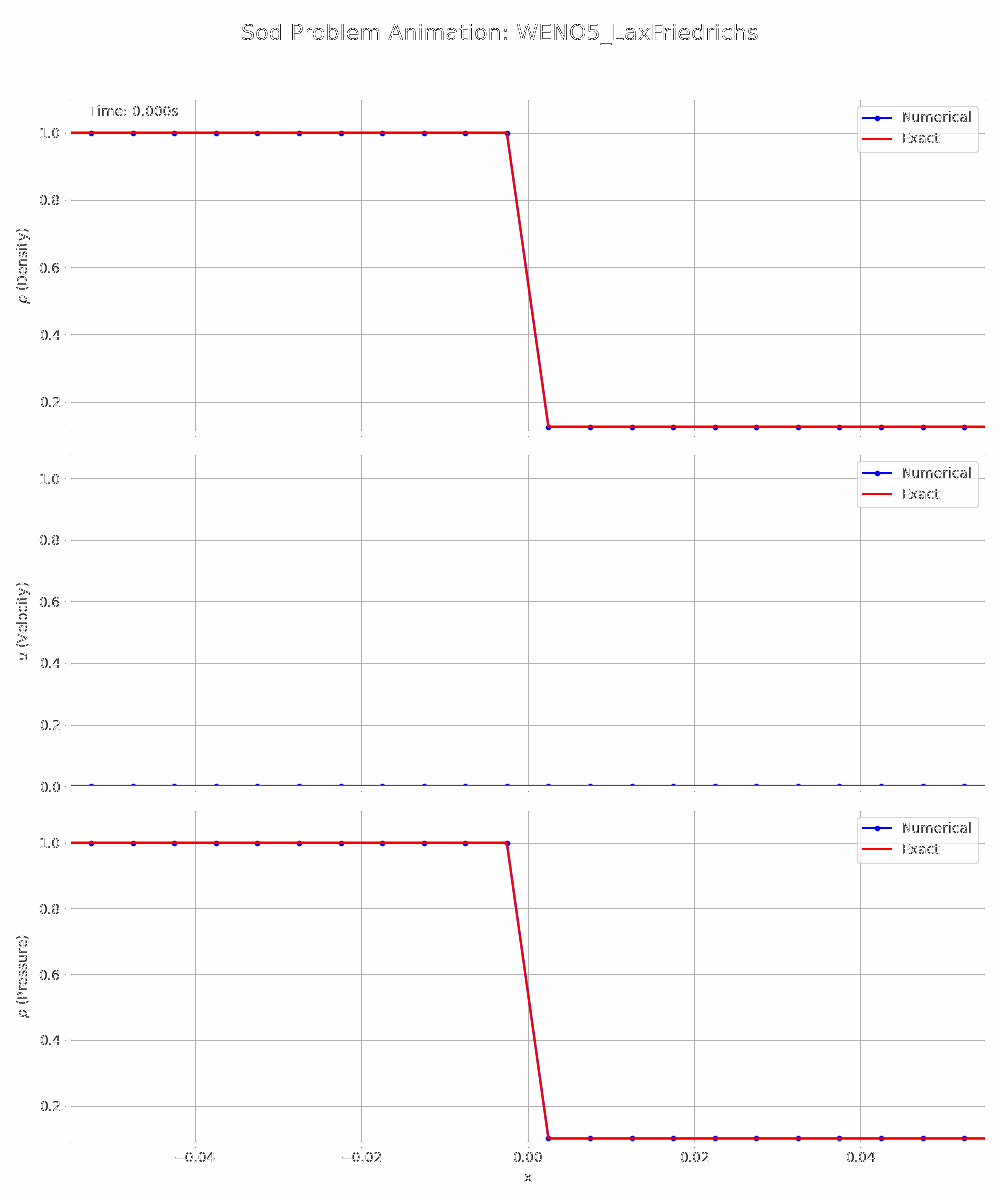 Sod Problem Animation: WENO5_LaxFriedrichs
Time: 0.000s
Numerical
Exact
ρ (Density)
1.0
0.8
0.6
0.4
0.2
Numerical
Exact
u (Velocity)
1.0
0.8
0.6
0.4
0.2
0.0
Numerical
Exact
p (Pressure)
1.0
0.8
0.6
0.4
0.2
−0.04 −0.02 0.00 0.02 0.04
x